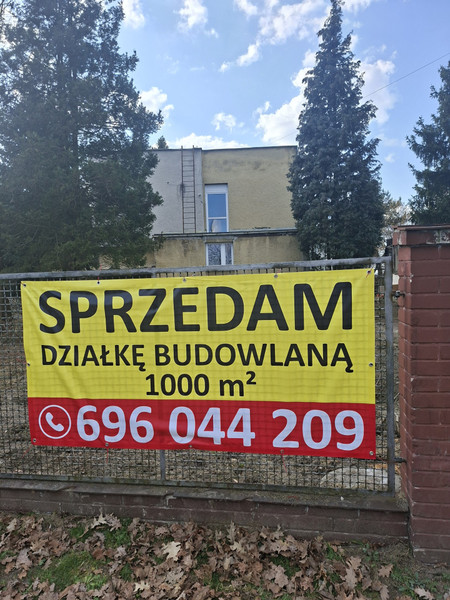 SPRZEDAM
DZIAŁKĘ BUDOWLANĄ
1000 m²
696 044 209